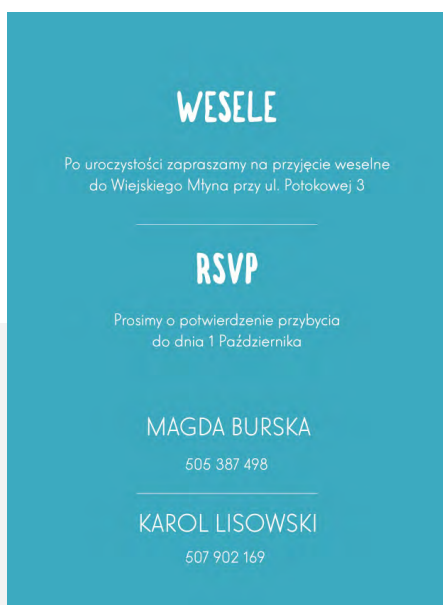 WESELE
Po uroczystości zapraszamy na przyjęcie weselne
do Wiejskiego Młyna przy ul. Potokowej 3
RSVP
Prosimy o potwierdzenie przybycia
do dnia 1 Października
MAGDA BURSKA
505 387 498
KAROL LISOWSKI
507 902 169